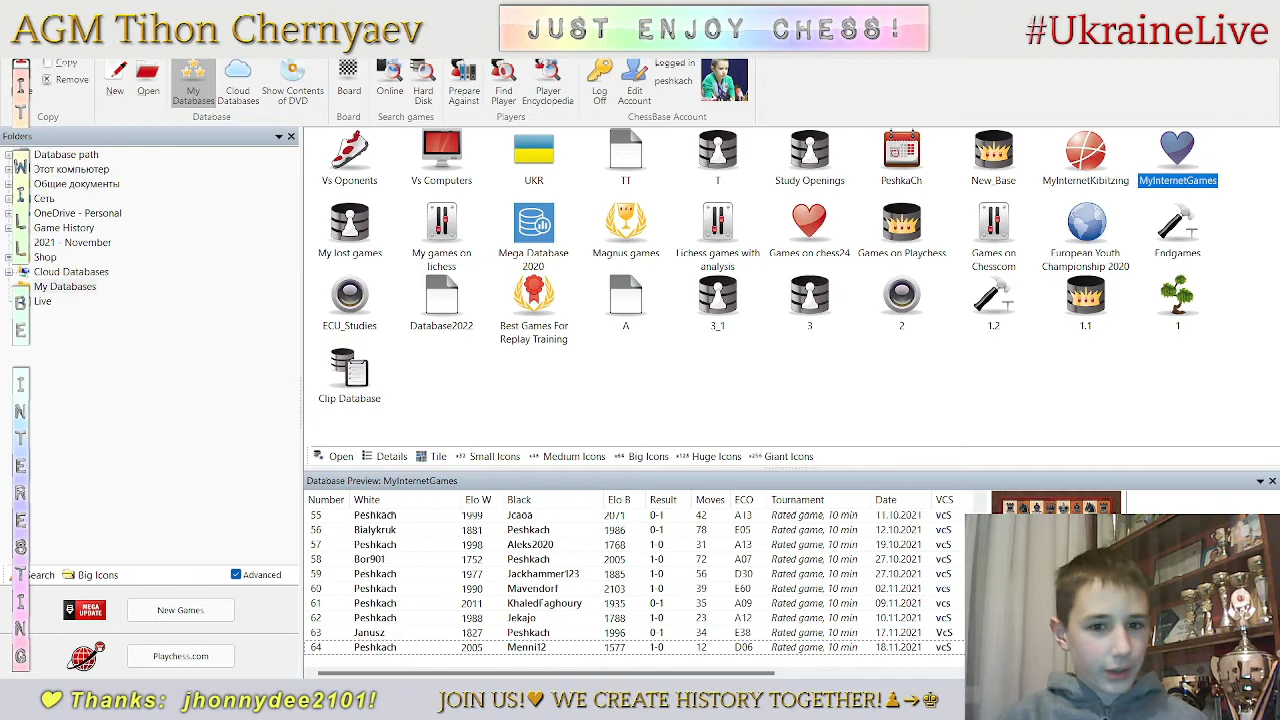 AGM Tihon Chernyaev
JUST ENJOY CHESS!
#UkraineLive
IT WILL BE INTERESTING
Copy
Remove
Copy
New
Open
My Databases
Cloud Databases
Show Contents of DVD
Database
Board
Board
Online
Hard Disk
Search games
Prepare Against
Find Player
Player Encyclopedia
Players
Log Off
Edit Account
Logged in
peshkach
ChessBase Account
Folders
Database path
Этот компьютер
Общие документы
Сеть
OneDrive - Personal
Game History
2021 - November
Shop
Cloud Databases
My Databases
Live
Vs Oponents
Vs Computers
UKR
TT
T
Study Openings
PeshkaCh
New_Base
MyInternetKibitzing
MyInternetGames
My lost games
My games on lichess
Mega Database 2020
Magnus games
Lichess games with analysis
Games on chess24
Games on Playchess
Games on Chesscom
European Youth Championship 2020
Endgames
ECU_Studies
Database2022
Best Games For Replay Training
A
3_1
3
2
1.2
1.1
1
Clip Database
Open Details Tile x32 Small Icons x48 Medium Icons x64 Big Icons x128 Huge Icons x256 Giant Icons
Database Preview: MyInternetGames
Number White Elo W Black Elo B Result Moves ECO Tournament Date VCS
55 Peshkach 1999 Jcaoa 2071 0-1 42 A13 Rated game, 10 min 11.10.2021 vcS
56 Bialykruk 1881 Peshkach 1986 0-1 78 E05 Rated game, 10 min 12.10.2021 vcS
57 Peshkach 1998 Aleks2020 1768 1-0 31 A13 Rated game, 10 min 19.10.2021 vcS
58 Bor901 1752 Peshkach 2005 1-0 72 A07 Rated game, 10 min 27.10.2021 vcS
59 Peshkach 1977 Jackhammer123 1885 1-0 56 D30 Rated game, 10 min 27.10.2021 vcS
60 Peshkach 1990 Mavendorf 2103 1-0 39 E60 Rated game, 10 min 02.11.2021 vcS
61 Peshkach 2011 KhaledFaghoury 1935 0-1 35 A09 Rated game, 10 min 09.11.2021 vcs
62 Peshkach 1988 Jekajo 1788 1-0 23 A12 Rated game, 10 min 10.11.2021 vcS
63 Janusz 1827 Peshkach 1996 0-1 34 E38 Rated game, 10 min 17.11.2021 vcS
64 Peshkach 2005 Menni12 1577 1-0 12 D06 Rated game, 10 min 18.11.2021 vcS
earch Big Icons Advanced
MEGA UPDATE
New Games
Playchess.com
Thanks: jhonnydee2101!
JOIN US! WE CREATE HISTORY TOGETHER!